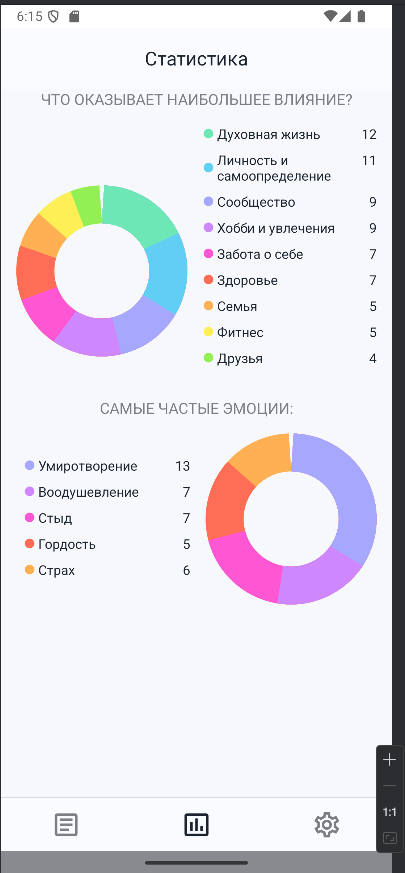 6:15
Статистика
ЧТО ОКАЗЫВАЕТ НАИБОЛЬШЕЕ ВЛИЯНИЕ?
Духовная жизнь 12
Личность и 11
самоопределение
Сообщество 9
Хобби и увлечения 9
Забота о себе 7
Здоровье 7
Семья 5
Фитнес 5
Друзья 4
САМЫЕ ЧАСТЫЕ ЭМОЦИИ:
Умиротворение 13
Воодушевление 7
Стыд 7
Гордость 5
Страх 6
1:1